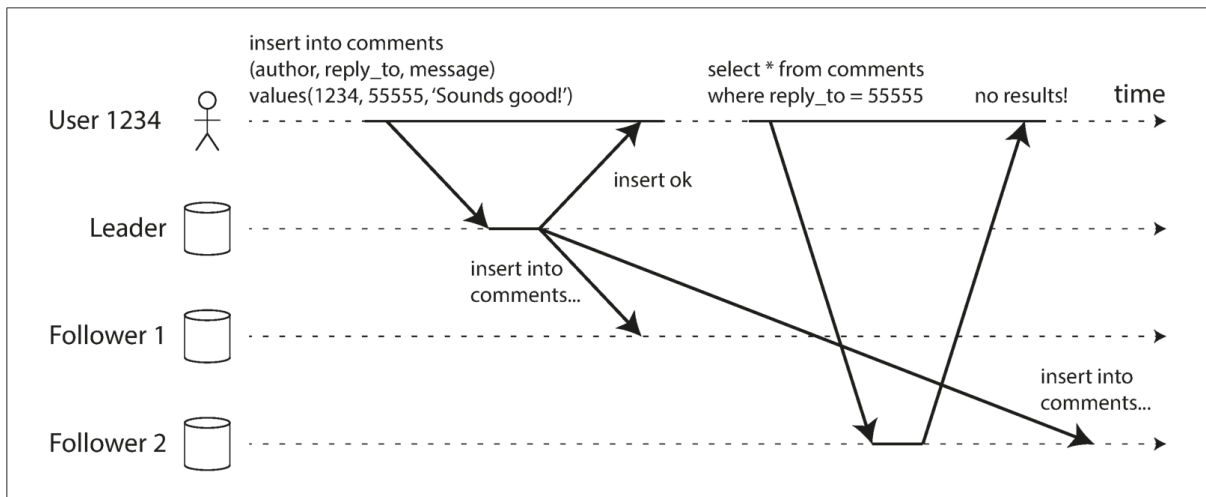 insert into comments
(author, reply_to, message)
values(1234, 55555, ‘Sounds good!’)
select * from comments
where reply_to = 55555
no results!
time
User 1234
insert ok
Leader
insert into
comments...
Follower 1
insert into
comments...
Follower 2